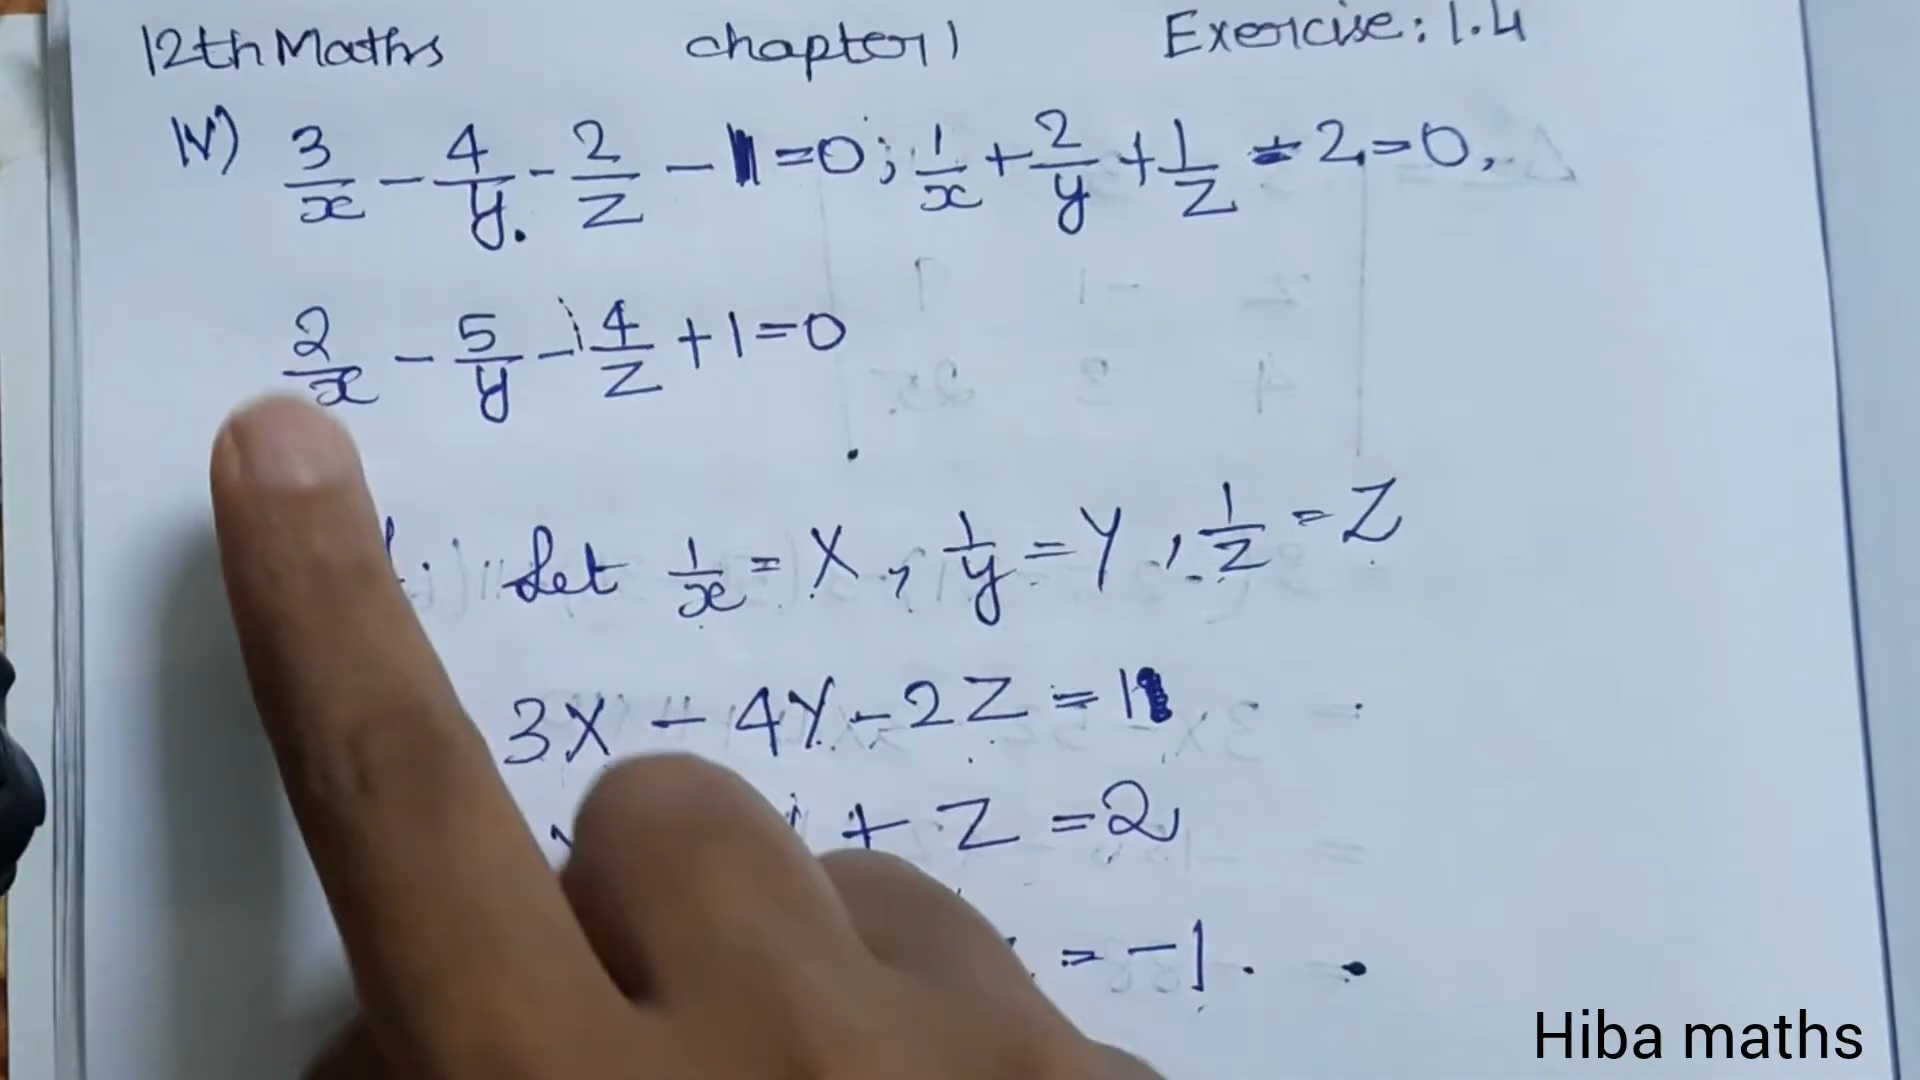 12th Maths chapter 1 Exercise: 1.4
IV) 3/x - 4/y - 2/z - 1 = 0; 1/x + 2/y + 1/z - 2 = 0,
2/x - 5/y - 4/z + 1 = 0
Let 1/x = X, 1/y = Y, 1/z = Z
3X - 4Y - 2Z = 1
+ Z = 2
= -1.
Hiba maths